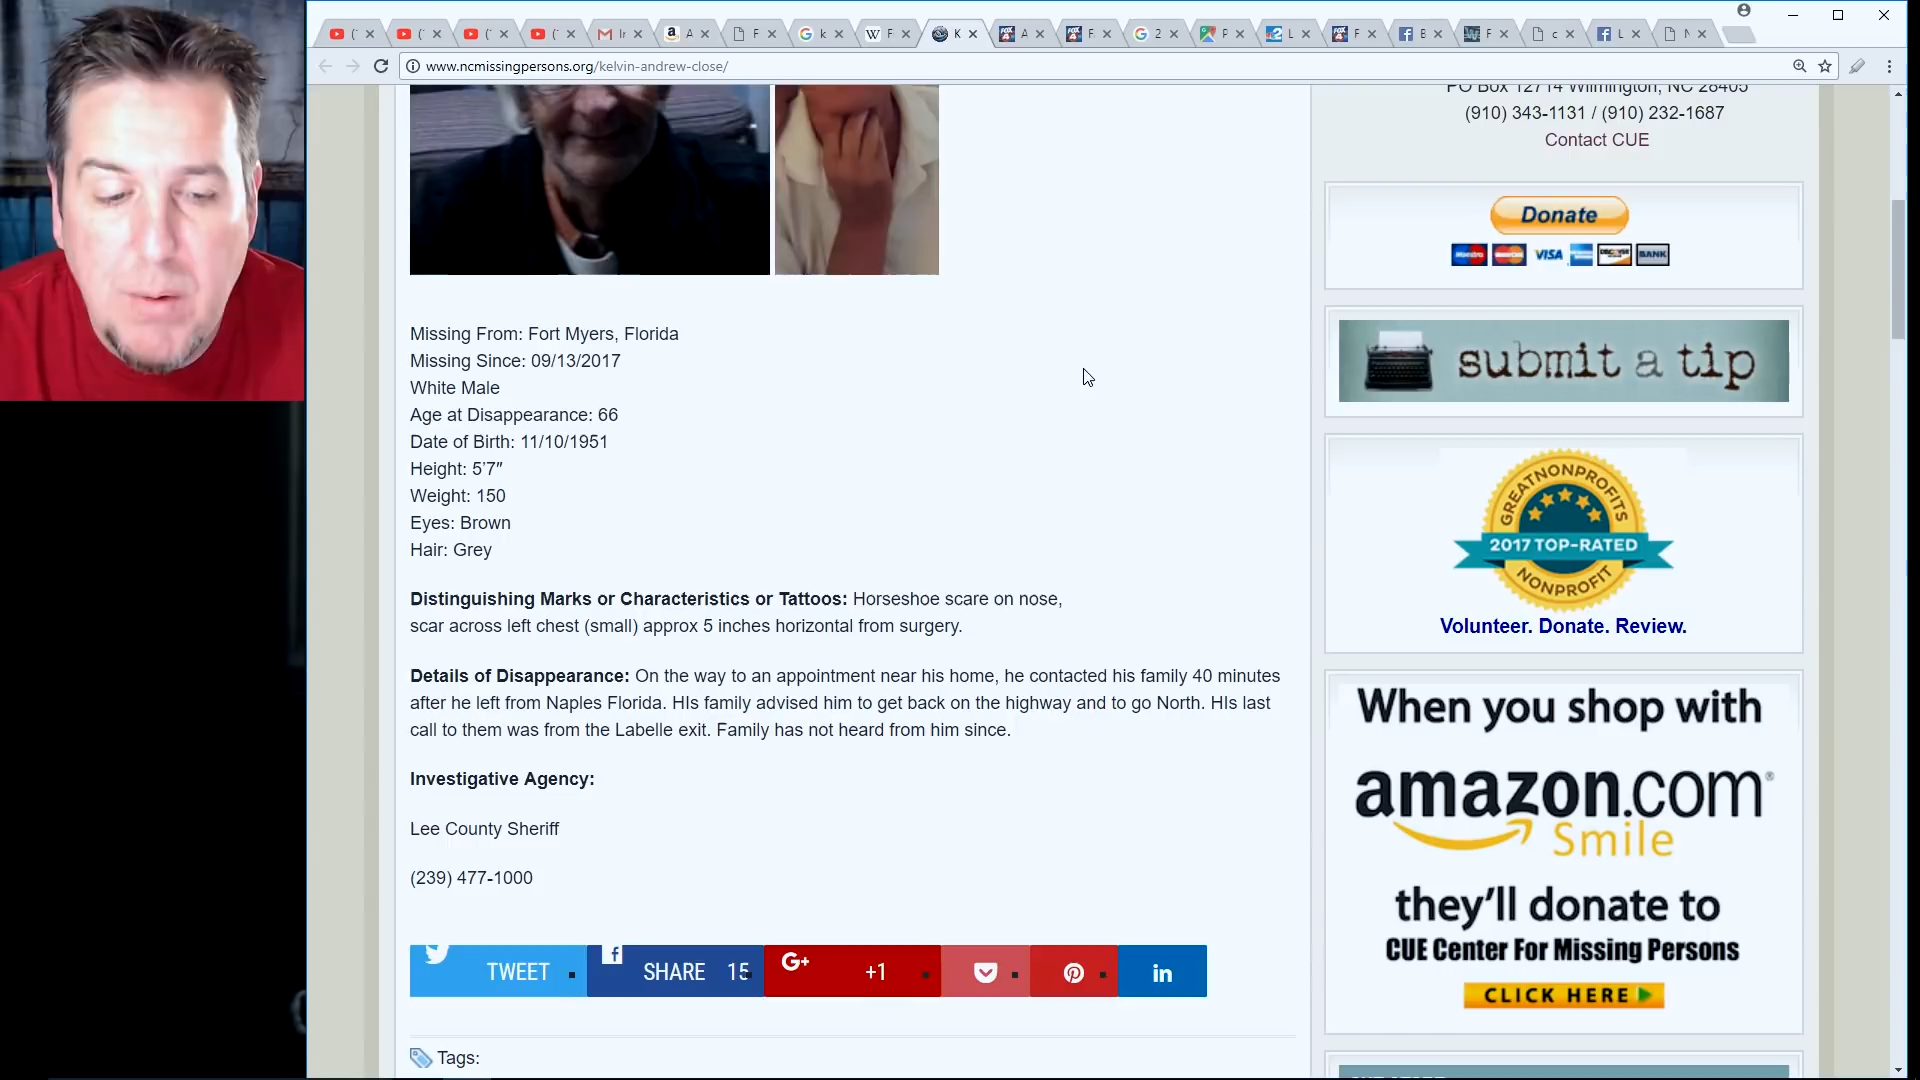 www.ncmissingpersons.org/kelvin-andrew-close/
PO Box 12714 Wilmington, NC 28405
(910) 343-1131 / (910) 232-1687
Contact CUE
Donate
VISA
BANK
submit a tip
GREATNONPROFITS
2017 TOP-RATED
NONPROFIT
Volunteer. Donate. Review.
When you shop with
amazon.com
Smile
they'll donate to
CUE Center For Missing Persons
CLICK HERE
Missing From: Fort Myers, Florida
Missing Since: 09/13/2017
White Male
Age at Disappearance: 66
Date of Birth: 11/10/1951
Height: 5’7″
Weight: 150
Eyes: Brown
Hair: Grey
Distinguishing Marks or Characteristics or Tattoos: Horseshoe scare on nose,
scar across left chest (small) approx 5 inches horizontal from surgery.
Details of Disappearance: On the way to an appointment near his home, he contacted his family 40 minutes
after he left from Naples Florida. HIs family advised him to get back on the highway and to go North. HIs last
call to them was from the Labelle exit. Family has not heard from him since.
Investigative Agency:
Lee County Sheriff
(239) 477-1000
TWEET
SHARE 15
G+ +1
in
Tags: